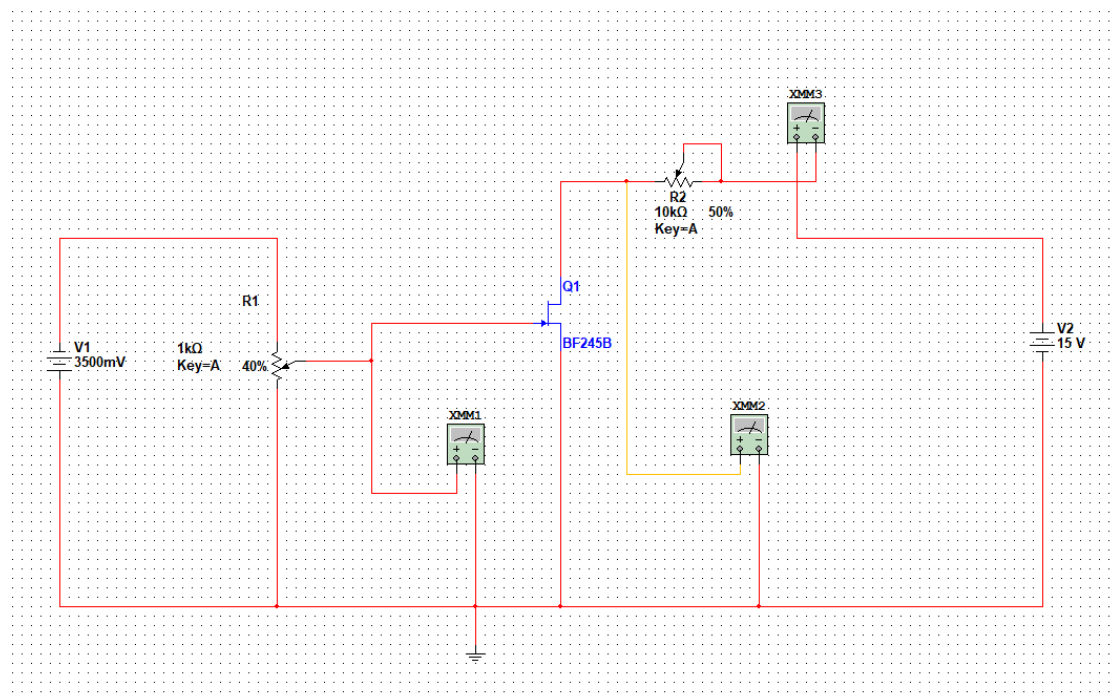 XMM3
+ −
R2
10kΩ 50%
Key=A
Q1
R1
V1
3500mV
1kΩ
Key=A 40%
BF245B
V2
15 V
XMM1
+ −
XMM2
+ −